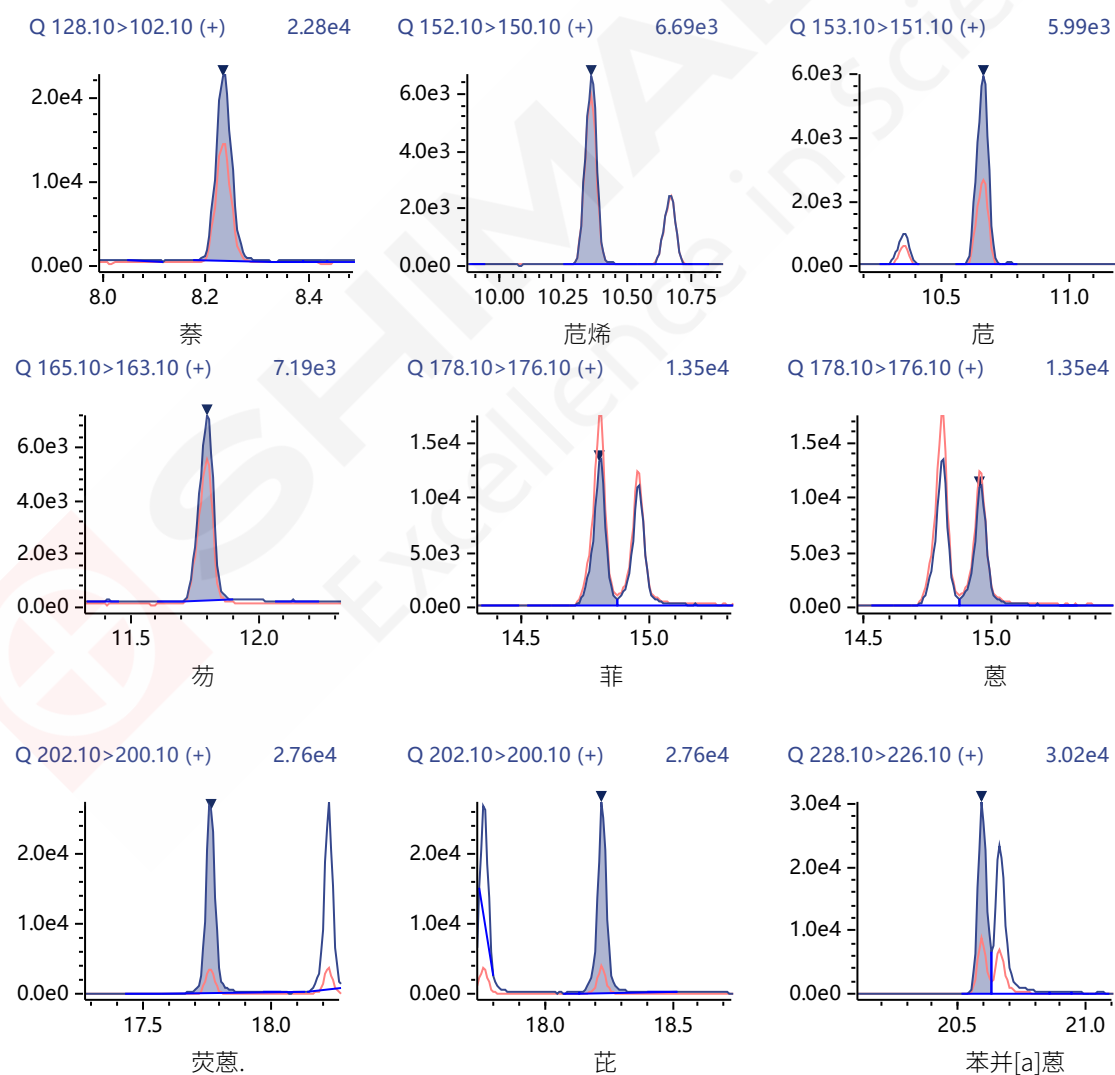 Q 128.10>102.10 (+) 2.28e4 Q 152.10>150.10 (+) 6.69e3 Q 153.10>151.10 (+) 5.99e3
2.0e4 6.0e3 6.0e3
4.0e3 4.0e3
1.0e4 2.0e3 2.0e3
0.0e0 0.0e0 0.0e0
8.0 8.2 8.4 10.00 10.25 10.50 10.75 10.5 11.0
萘 苊烯 苊
Q 165.10>163.10 (+) 7.19e3 Q 178.10>176.10 (+) 1.35e4 Q 178.10>176.10 (+) 1.35e4
6.0e3 1.5e4 1.5e4
4.0e3 1.0e4 1.0e4
2.0e3 5.0e3 5.0e3
0.0e0 0.0e0 0.0e0
11.5 12.0 14.5 15.0 14.5 15.0
芴 菲 蒽
Q 202.10>200.10 (+) 2.76e4 Q 202.10>200.10 (+) 2.76e4 Q 228.10>226.10 (+) 3.02e4
3.0e4
2.0e4 2.0e4 2.0e4
1.0e4 1.0e4 1.0e4
0.0e0 0.0e0 0.0e0
17.5 18.0 18.0 18.5 20.5 21.0
荧蒽. 芘 苯并[a]蒽
SHIMAD
Excellence in Scie